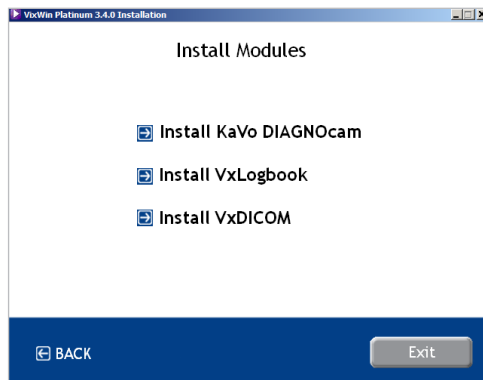 VixWin Platinum 3.4.0 Installation
Install Modules
Install KaVo DIAGNOcam
Install VxLogbook
Install VxDICOM
BACK
Exit